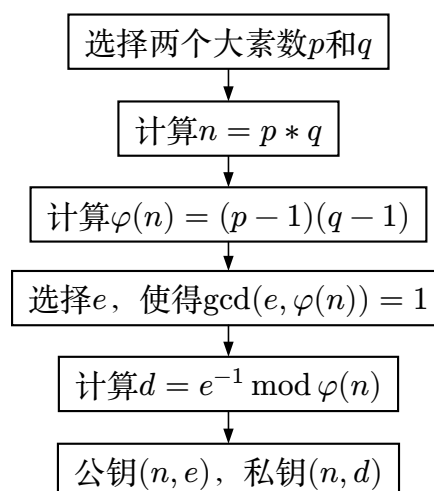 选择两个大素数p和q
计算n = p * q
计算φ(n) = (p − 1)(q − 1)
选择e，使得gcd(e, φ(n)) = 1
计算d = e⁻¹ mod φ(n)
公钥(n, e)，私钥(n, d)